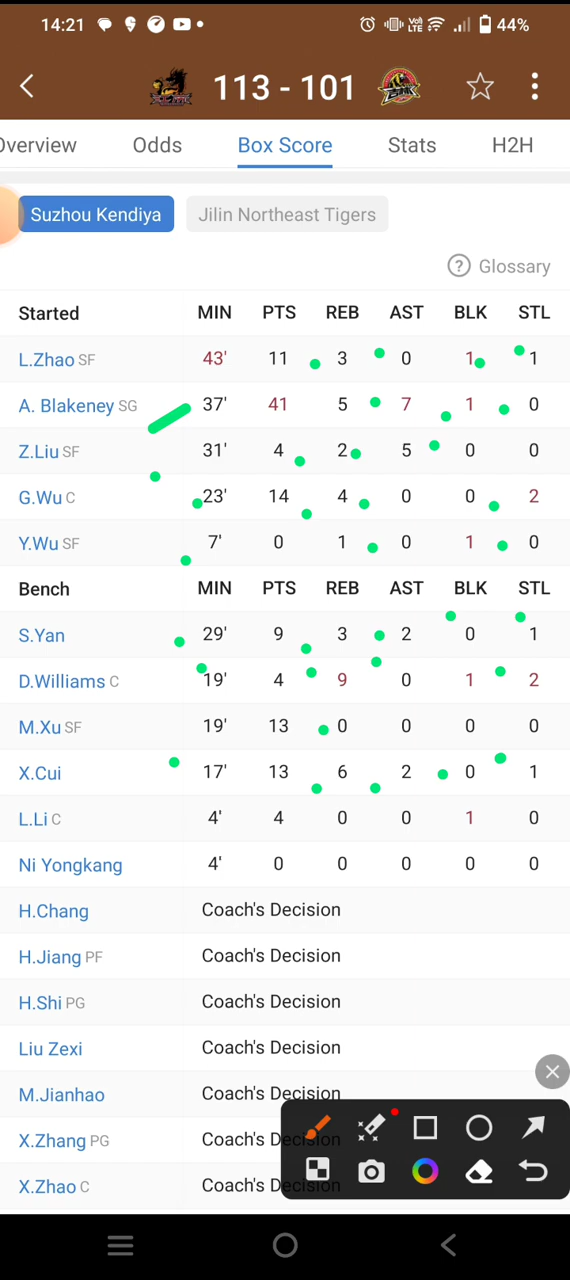 14:21 Vo) LTE 44%
113 - 101
Overview Odds Box Score Stats H2H
Suzhou Kendiya Jilin Northeast Tigers
? Glossary
Started MIN PTS REB AST BLK STL
L.Zhao SF 43' 11 3 0 1 1
A. Blakeney SG 37' 41 5 7 1 0
Z.Liu SF 31' 4 2 5 0 0
G.Wu C 23' 14 4 0 0 2
Y.Wu SF 7' 0 1 0 1 0
Bench MIN PTS REB AST BLK STL
S.Yan 29' 9 3 2 0 1
D.Williams C 19' 4 9 0 1 2
M.Xu SF 19' 13 0 0 0 0
X.Cui 17' 13 6 2 0 1
L.Li C 4' 4 0 0 1 0
Ni Yongkang 4' 0 0 0 0 0
H.Chang Coach's Decision
H.Jiang PF Coach's Decision
H.Shi PG Coach's Decision
Liu Zexi Coach's Decision
M.Jianhao Coach's Decision
X.Zhang PG Coach's Decision
X.Zhao C Coach's Decision